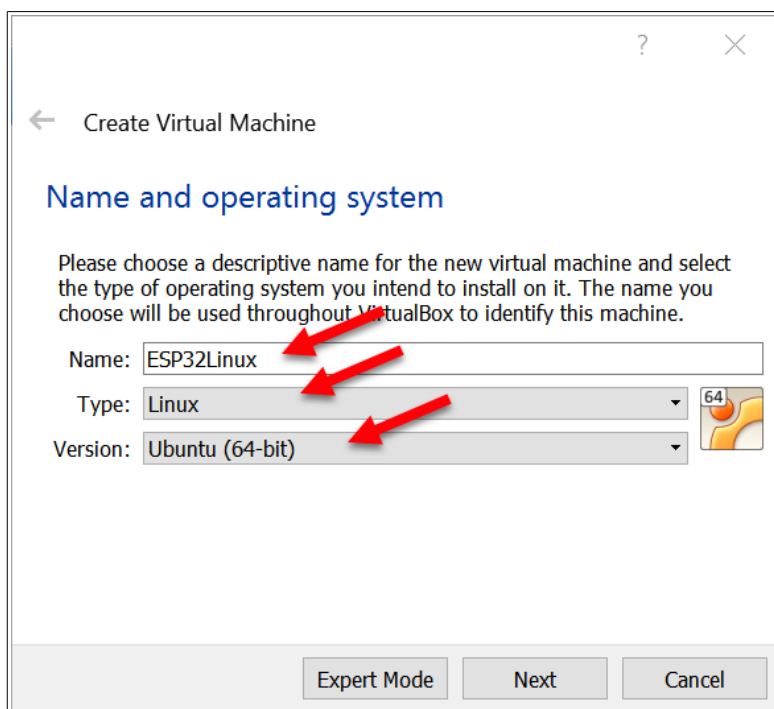 ?
Create Virtual Machine
Name and operating system
Please choose a descriptive name for the new virtual machine and select
the type of operating system you intend to install on it. The name you
choose will be used throughout VirtualBox to identify this machine.
Name: ESP32Linux
Type: Linux
64
Version: Ubuntu (64-bit)
Expert Mode Next Cancel